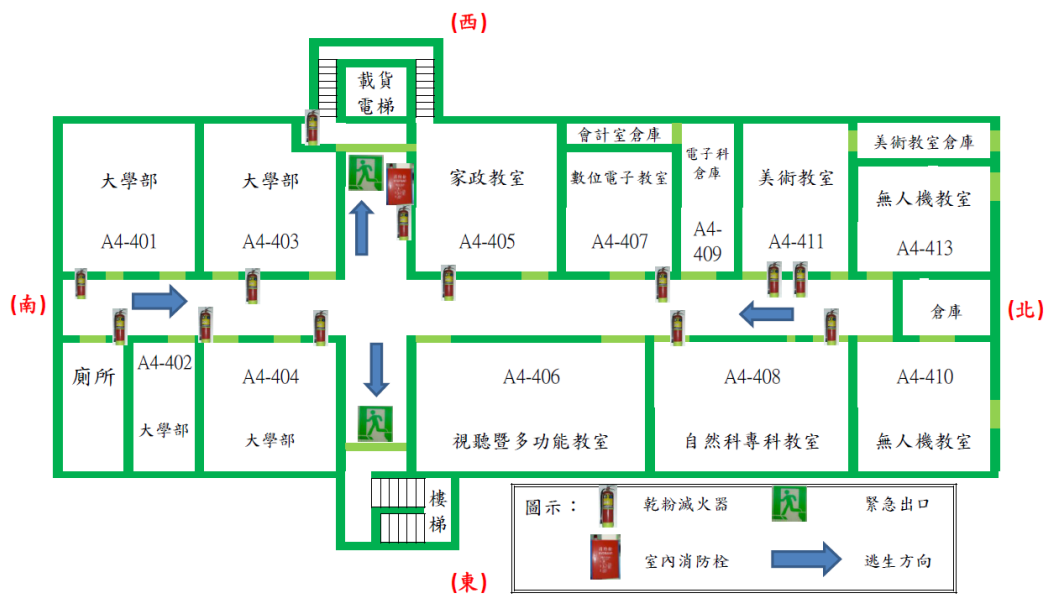 (西)
載貨
電梯
大學部
A4-401
大學部
A4-403
家政教室
A4-405
會計室倉庫
數位電子教室
A4-407
電子科
倉庫
A4-
409
美術教室
A4-411
美術教室倉庫
無人機教室
A4-413
(南)
(北)
倉庫
廁所
A4-402
大學部
A4-404
大學部
A4-406
視聽暨多功能教室
A4-408
自然科專科教室
A4-410
無人機教室
樓
梯
(東)
圖示：
乾粉滅火器
緊急出口
室內消防栓
逃生方向